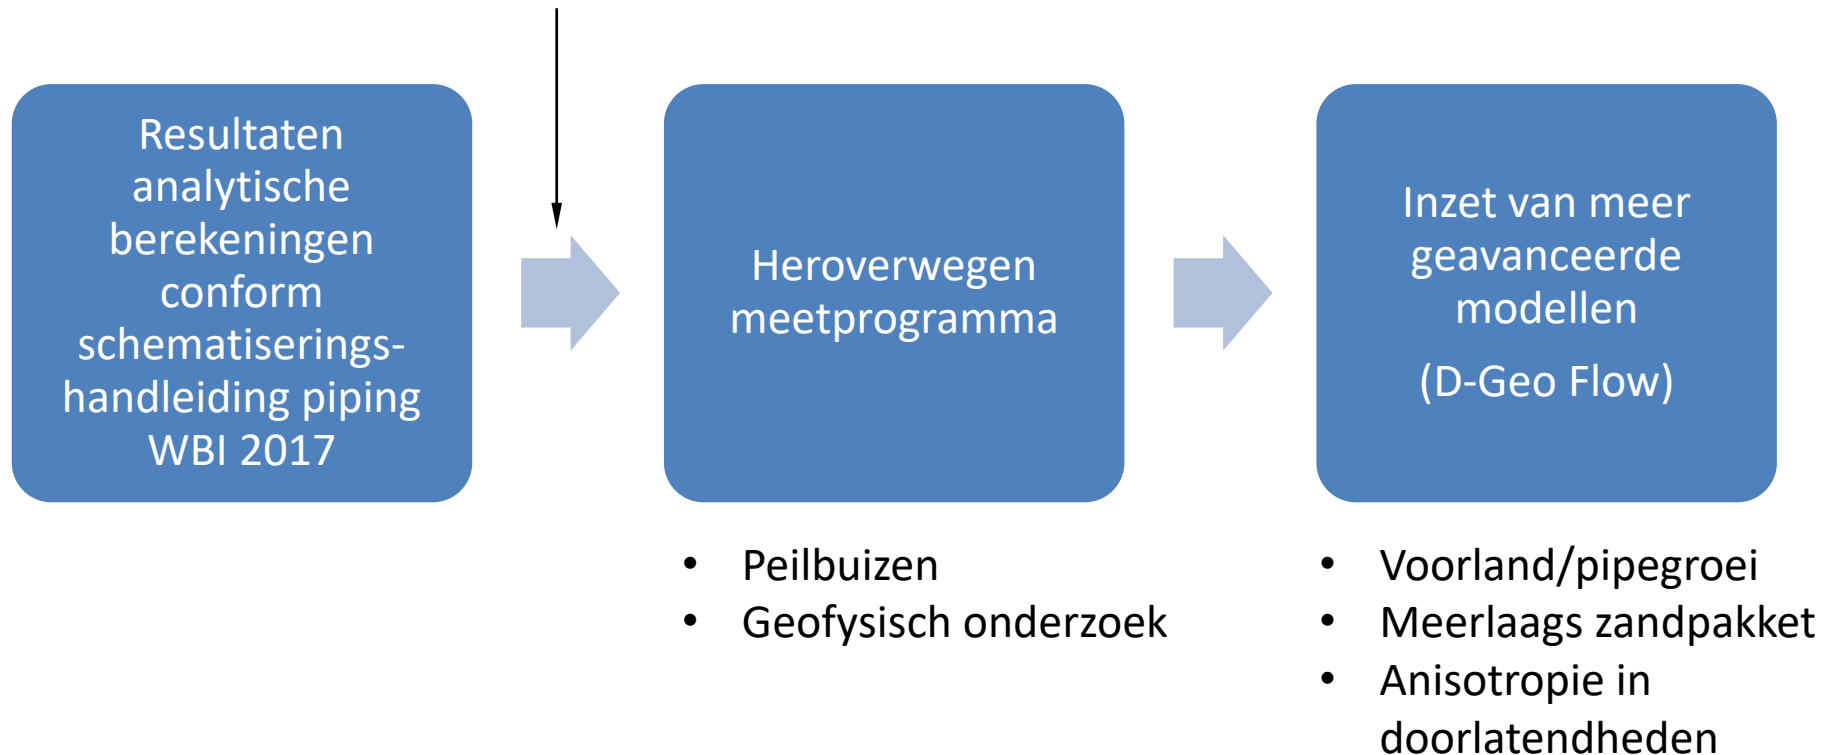 Resultaten
analytische
berekeningen
conform
schematiserings-
handleiding piping
WBI 2017
Heroverwegen
meetprogramma
• Peilbuizen
• Geofysisch onderzoek
Inzet van meer
geavanceerde
modellen
(D-Geo Flow)
• Voorland/pipegroei
• Meerlaags zandpakket
• Anisotropie in
doorlatendheden